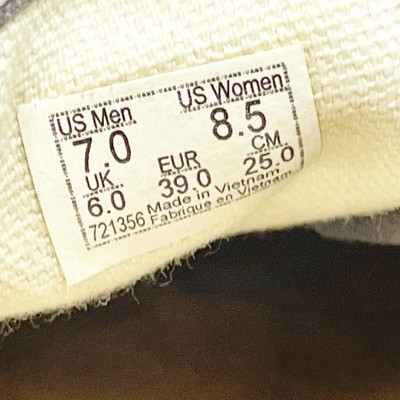 US Men. US Women
7.0 8.5
UK EUR CM
6.0 39.0 25.0
Made in Vietnam
721356 Fabrique en Vietnam